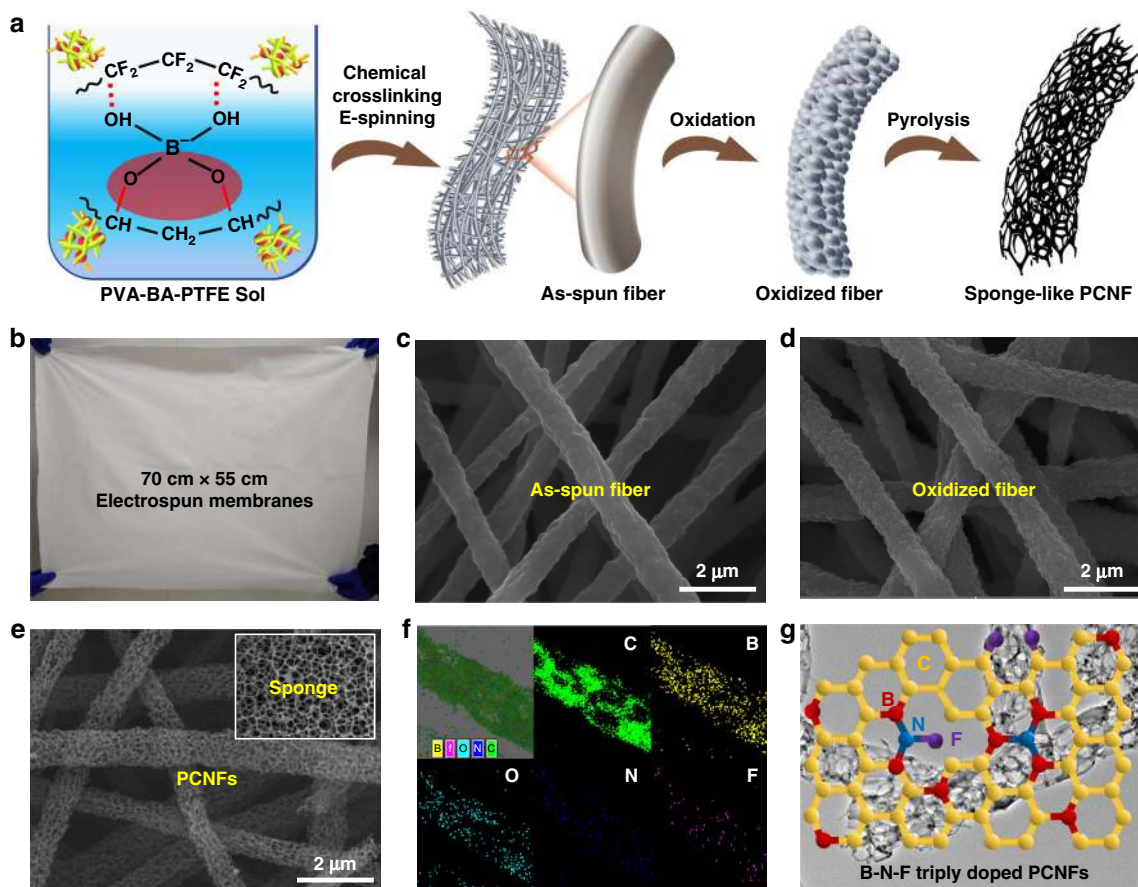 a
CF2 CF2 CF2
OH OH
B−
O O
CH CH2 CH
PVA-BA-PTFE Sol
Chemical
crosslinking
E-spinning
As-spun fiber
Oxidation
Oxidized fiber
Pyrolysis
Sponge-like PCNF
b
70 cm × 55 cm
Electrospun membranes
c
As-spun fiber
2 μm
d
Oxidized fiber
2 μm
e
Sponge
PCNFs
2 μm
f
B f O N C
C
B
O
N
F
g
C
B
N
F
B-N-F triply doped PCNFs